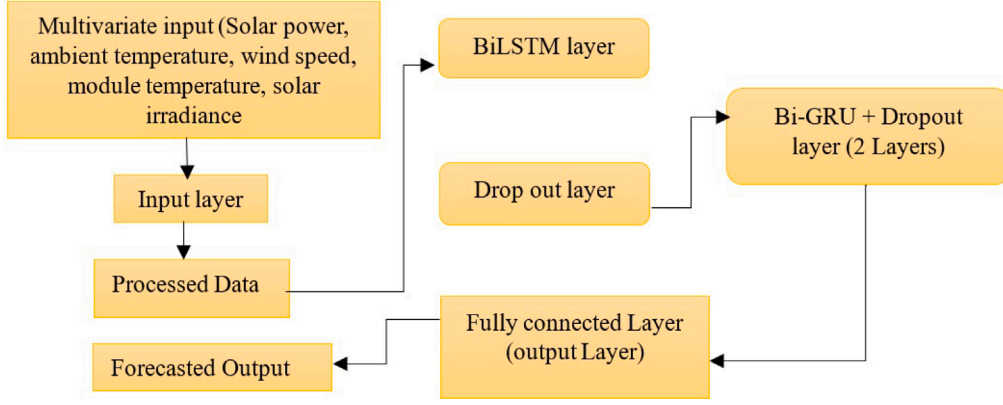 Multivariate input (Solar power,
ambient temperature, wind speed,
module temperature, solar
irradiance
Input layer
Processed Data
BiLSTM layer
Drop out layer
Bi-GRU + Dropout
layer (2 Layers)
Fully connected Layer
(output Layer)
Forecasted Output